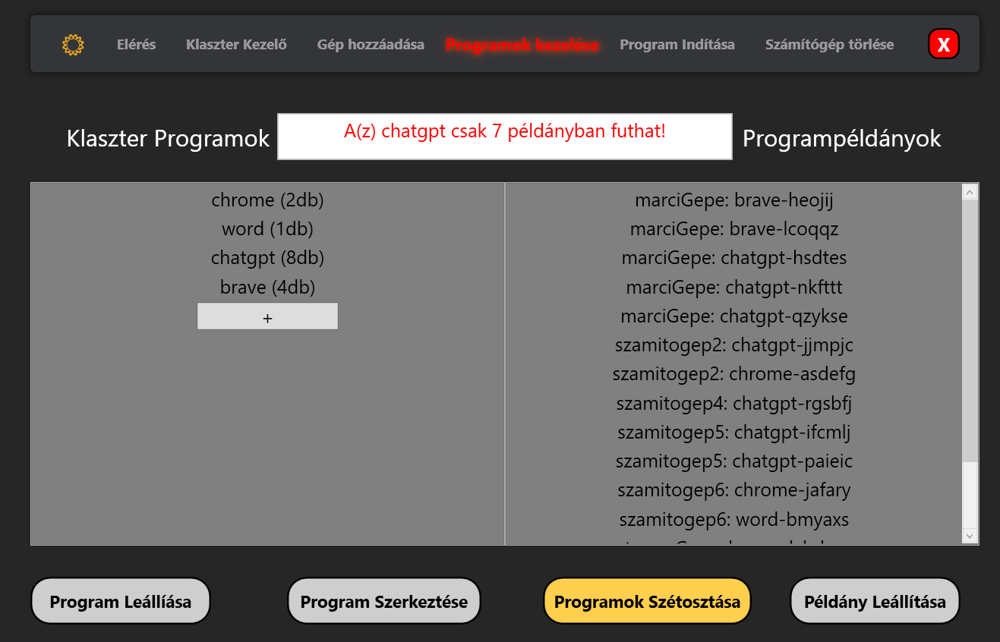 Elérés Klaszter Kezelő Gép hozzáadása Programok kezelése Program Indítása Számítógép törlése X
Klaszter Programok
A(z) chatgpt csak 7 példányban futhat!
Programpéldányok
chrome (2db)
word (1db)
chatgpt (8db)
brave (4db)
+
marciGepe: brave-heojij
marciGepe: brave-lcoqqz
marciGepe: chatgpt-hsdtes
marciGepe: chatgpt-nkfttt
marciGepe: chatgpt-qzykse
szamitogep2: chatgpt-jjmpjc
szamitogep2: chrome-asdefg
szamitogep4: chatgpt-rgsbfj
szamitogep5: chatgpt-ifcmlj
szamitogep5: chatgpt-paieic
szamitogep6: chrome-jafary
szamitogep6: word-bmyaxs
Program Leállíása Program Szerkeztése Programok Szétosztása Példány Leállítása